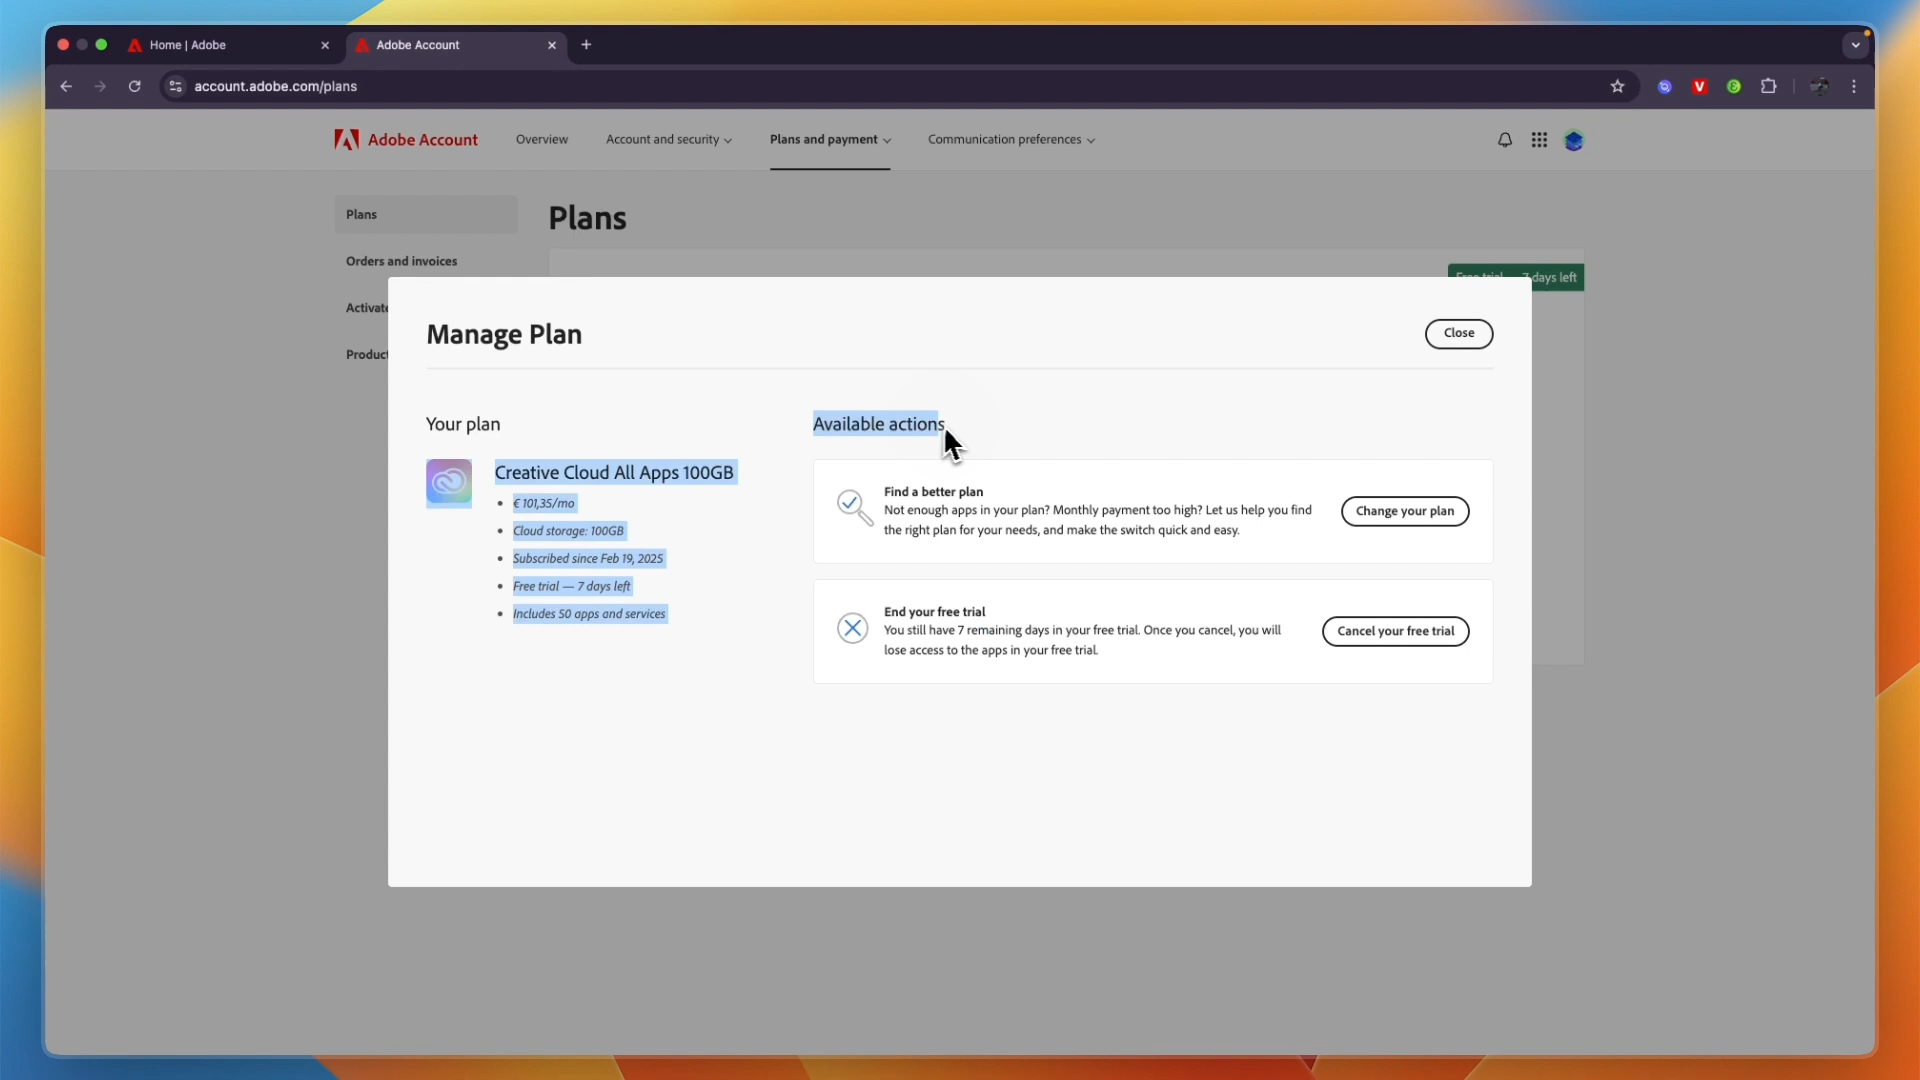 Home | Adobe
Adobe Account
account.adobe.com/plans
Adobe Account
Overview
Account and security
Plans and payment
Communication preferences
Plans
Orders and invoices
Plans
days left
Manage Plan
Close
Your plan
Creative Cloud All Apps 100GB
€ 101,35/mo
Cloud storage: 100GB
Subscribed since Feb 19, 2025
Free trial — 7 days left
Includes 50 apps and services
Available actions
Find a better plan
Not enough apps in your plan? Monthly payment too high? Let us help you find
the right plan for your needs, and make the switch quick and easy.
Change your plan
End your free trial
You still have 7 remaining days in your free trial. Once you cancel, you will
lose access to the apps in your free trial.
Cancel your free trial